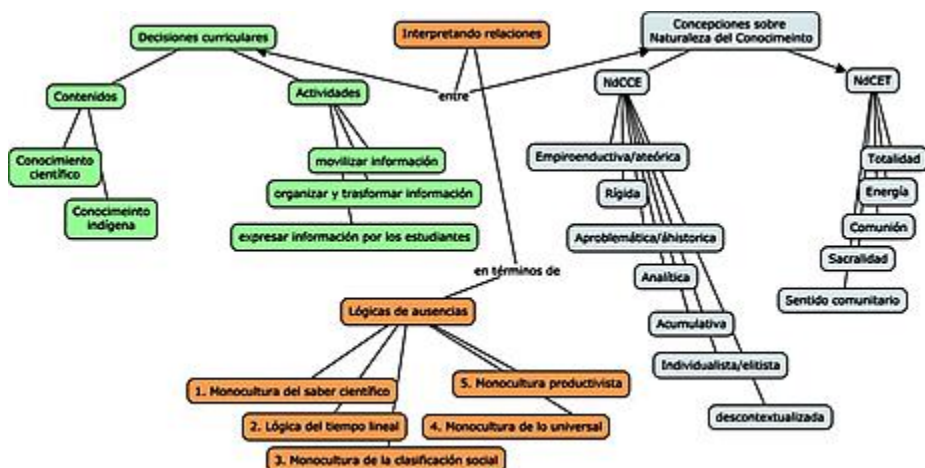 Decisiones curriculares
Interpretando relaciones
Concepciones sobre
Naturaleza del Conocimeinto
Contenidos
Actividades
entre
NdCCE
NdCET
Conocimiento
científico
Conocimeinto
indígena
movilizar información
organizar y trasformar información
expresar información por los estudiantes
Empiroenductiva/ateórica
Rígida
Aproblemática/áhistorica
Analítica
Acumulativa
Individualista/elitista
descontextualizada
Totalidad
Energía
Comunión
Sacralidad
Sentido comunitario
en términos de
Lógicas de ausencias
1. Monocultura del saber científico
2. Lógica del tiempo lineal
3. Monocultura de la clasificación social
5. Monocultura productivista
4. Monocultura de lo universal